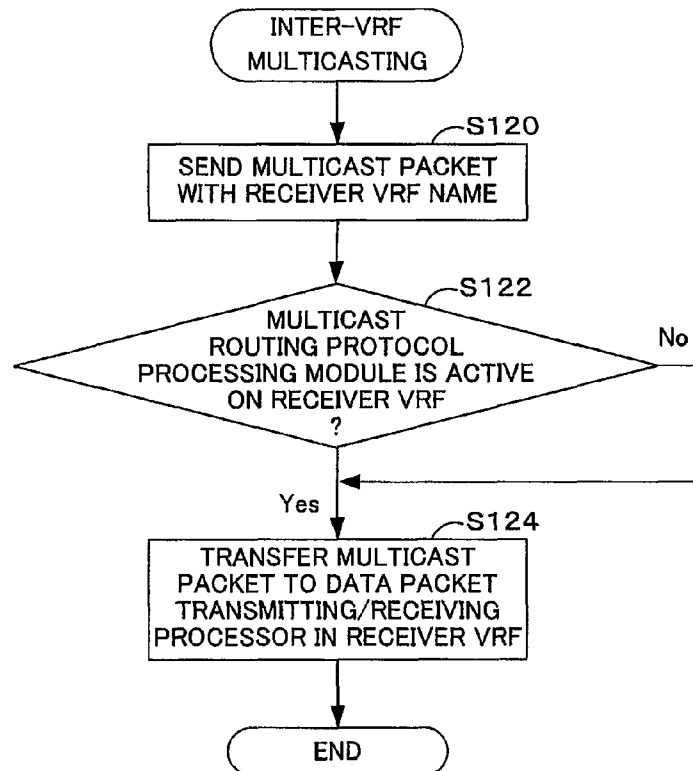 INTER-VRF
MULTICASTING
S120
SEND MULTICAST PACKET
WITH RECEIVER VRF NAME
S122
MULTICAST
ROUTING PROTOCOL
PROCESSING MODULE IS ACTIVE
ON RECEIVER VRF
?
No
Yes
S124
TRANSFER MULTICAST
PACKET TO DATA PACKET
TRANSMITTING/RECEIVING
PROCESSOR IN RECEIVER VRF
END